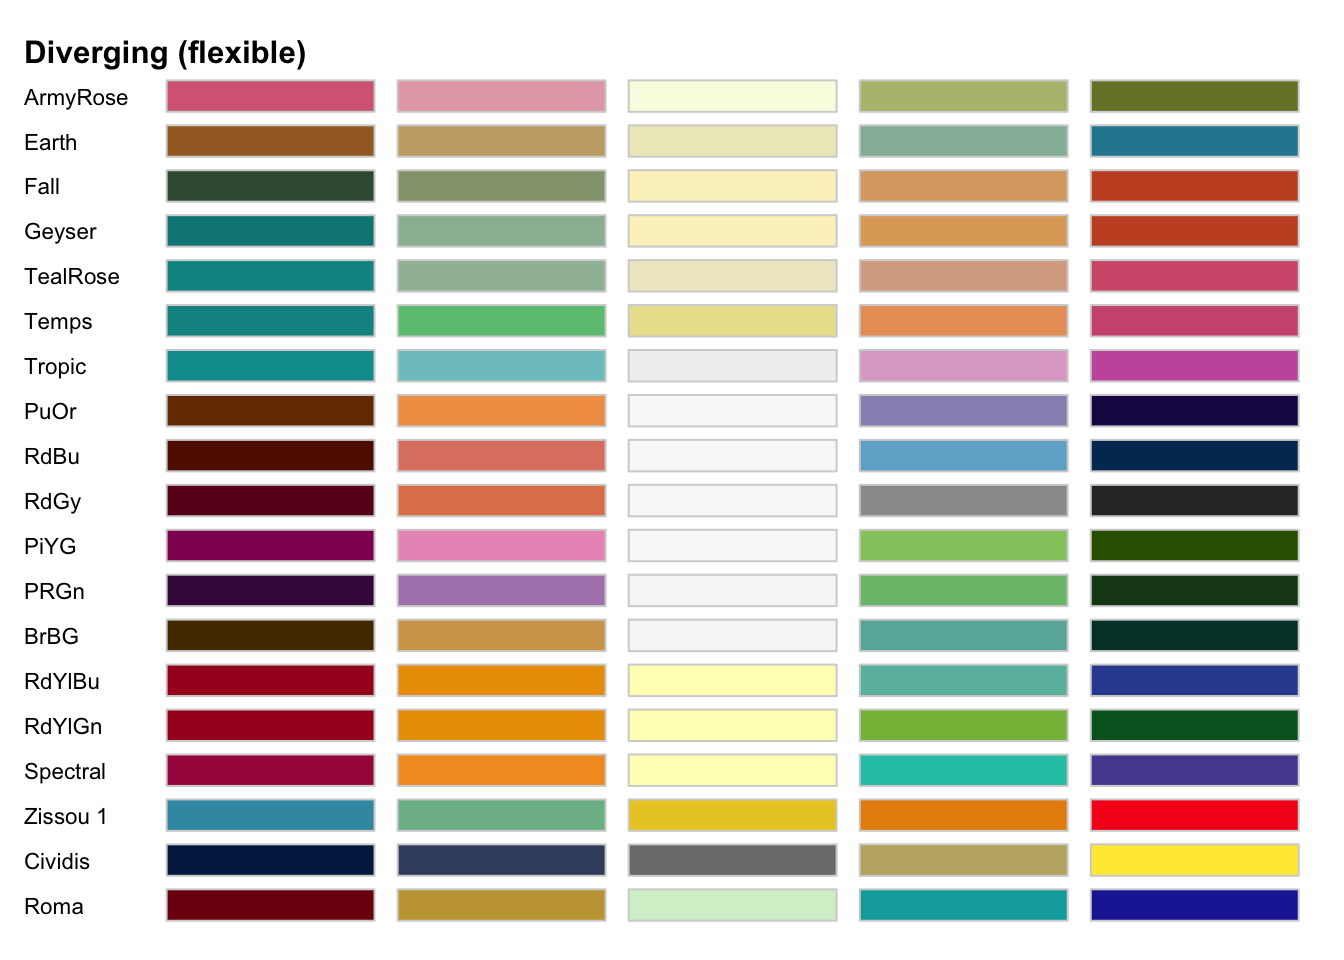 Diverging (flexible)
ArmyRose
Earth
Fall
Geyser
TealRose
Temps
Tropic
PuOr
RdBu
RdGy
PiYG
PRGn
BrBG
RdYlBu
RdYlGn
Spectral
Zissou 1
Cividis
Roma